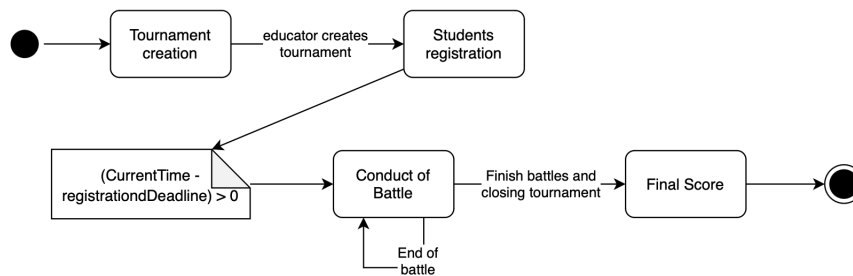 Tournament
creation
educator creates
tournament
Students
registration
(CurrentTime -
registrationdDeadline) > 0
Conduct of
Battle
Finish battles and
closing tournament
Final Score
End of
battle